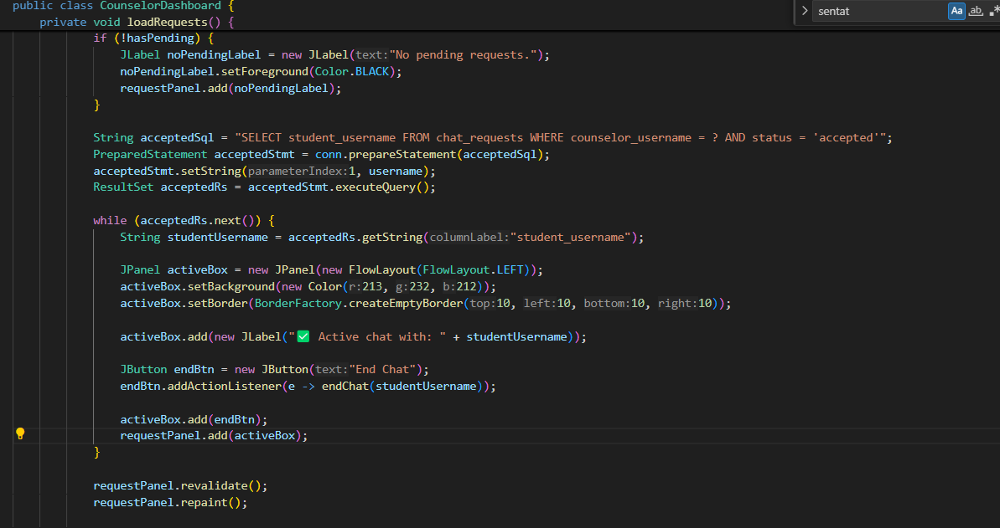 public class CounselorDashboard {
sentat
Aa ab .*
private void loadRequests() {
if (!hasPending) {
JLabel noPendingLabel = new JLabel(text:"No pending requests.");
noPendingLabel.setForeground(Color.BLACK);
requestPanel.add(noPendingLabel);
}
String acceptedSql = "SELECT student_username FROM chat_requests WHERE counselor_username = ? AND status = 'accepted'";
PreparedStatement acceptedStmt = conn.prepareStatement(acceptedSql);
acceptedStmt.setString(parameterIndex:1, username);
ResultSet acceptedRs = acceptedStmt.executeQuery();
while (acceptedRs.next()) {
String studentUsername = acceptedRs.getString(columnLabel:"student_username");
JPanel activeBox = new JPanel(new FlowLayout(FlowLayout.LEFT));
activeBox.setBackground(new Color(r:213, g:232, b:212));
activeBox.setBorder(BorderFactory.createEmptyBorder(top:10, left:10, bottom:10, right:10));
activeBox.add(new JLabel("✅ Active chat with: " + studentUsername));
JButton endBtn = new JButton(text:"End Chat");
endBtn.addActionListener(e -> endChat(studentUsername));
activeBox.add(endBtn);
requestPanel.add(activeBox);
}
requestPanel.revalidate();
requestPanel.repaint();